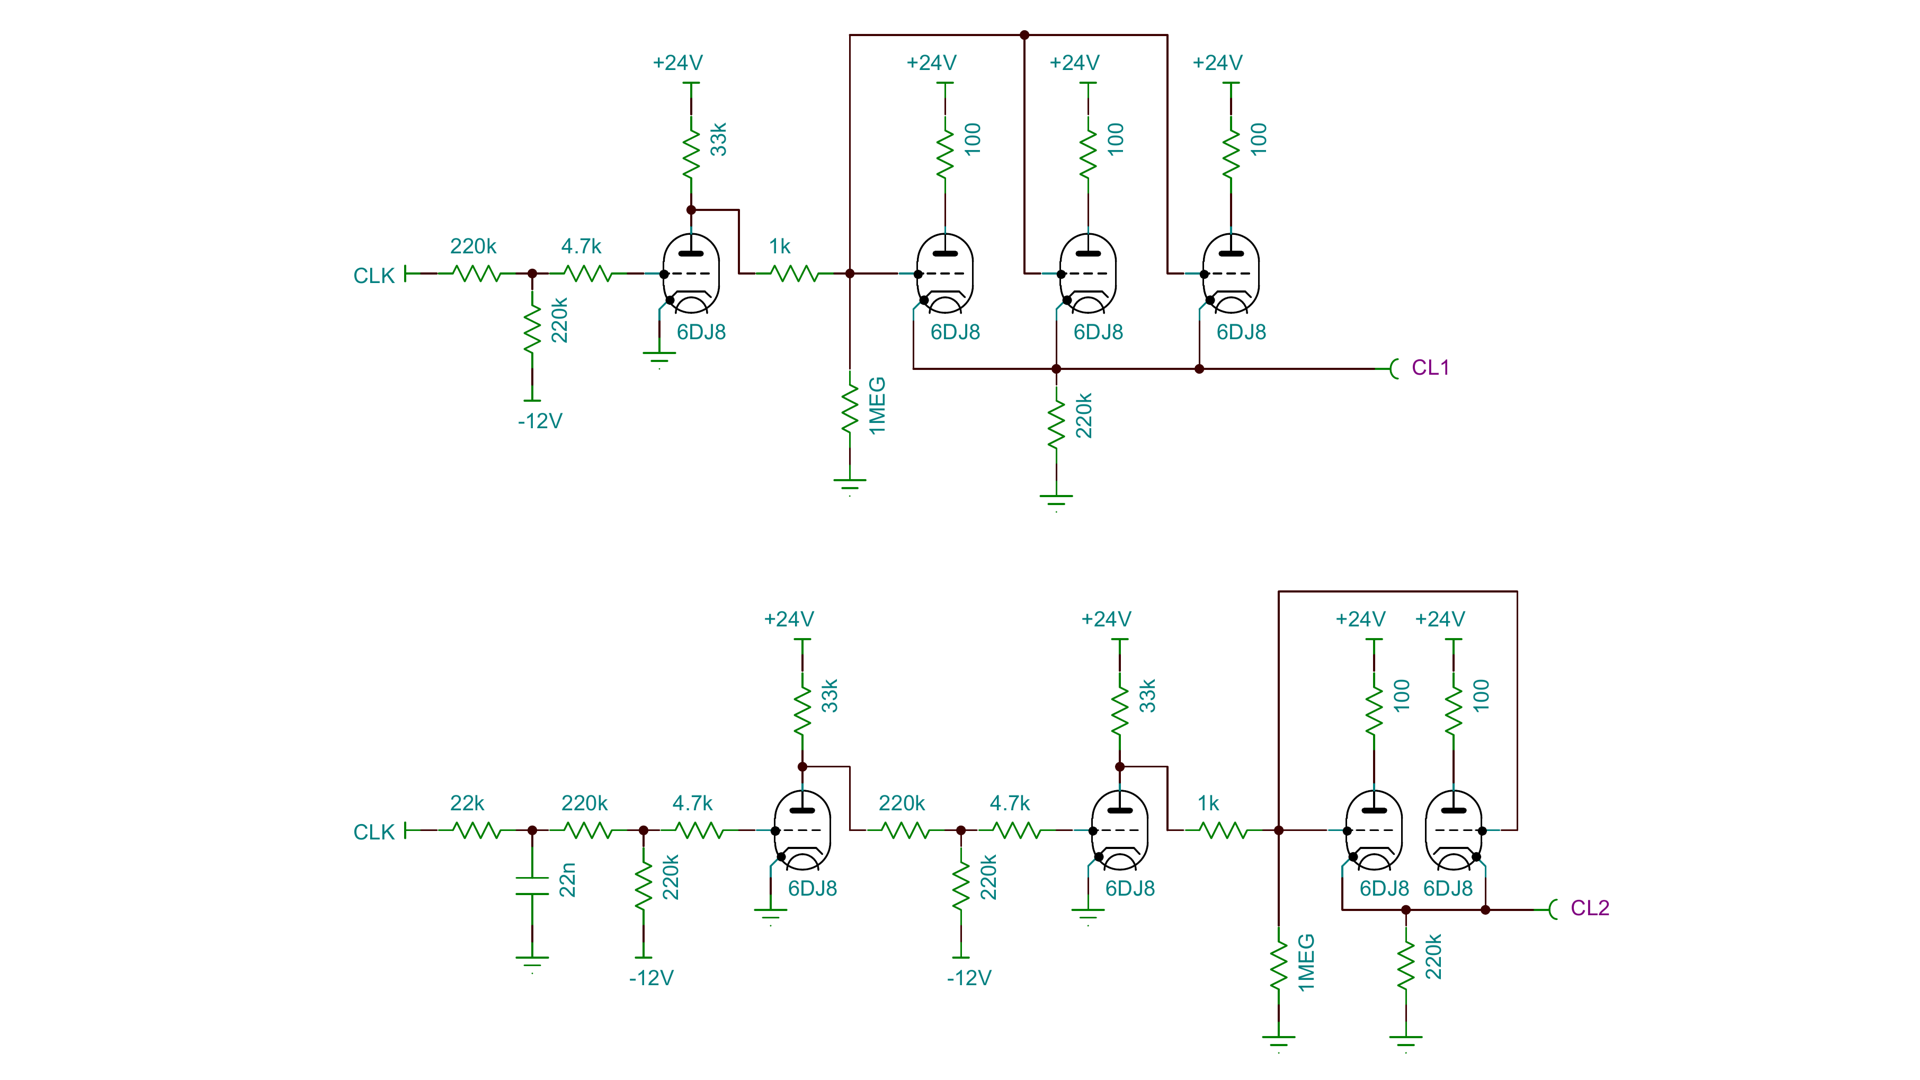 +24V
+24V
+24V
+24V
33k
100
100
100
220k
4.7k
1k
CLK
220k
6DJ8
6DJ8
6DJ8
6DJ8
CL1
1MEG
220k
-12V
+24V
+24V
+24V
+24V
33k
33k
100
100
22k
220k
4.7k
220k
4.7k
1k
CLK
22n
220k
6DJ8
220k
6DJ8
6DJ8
6DJ8
CL2
1MEG
220k
-12V
-12V